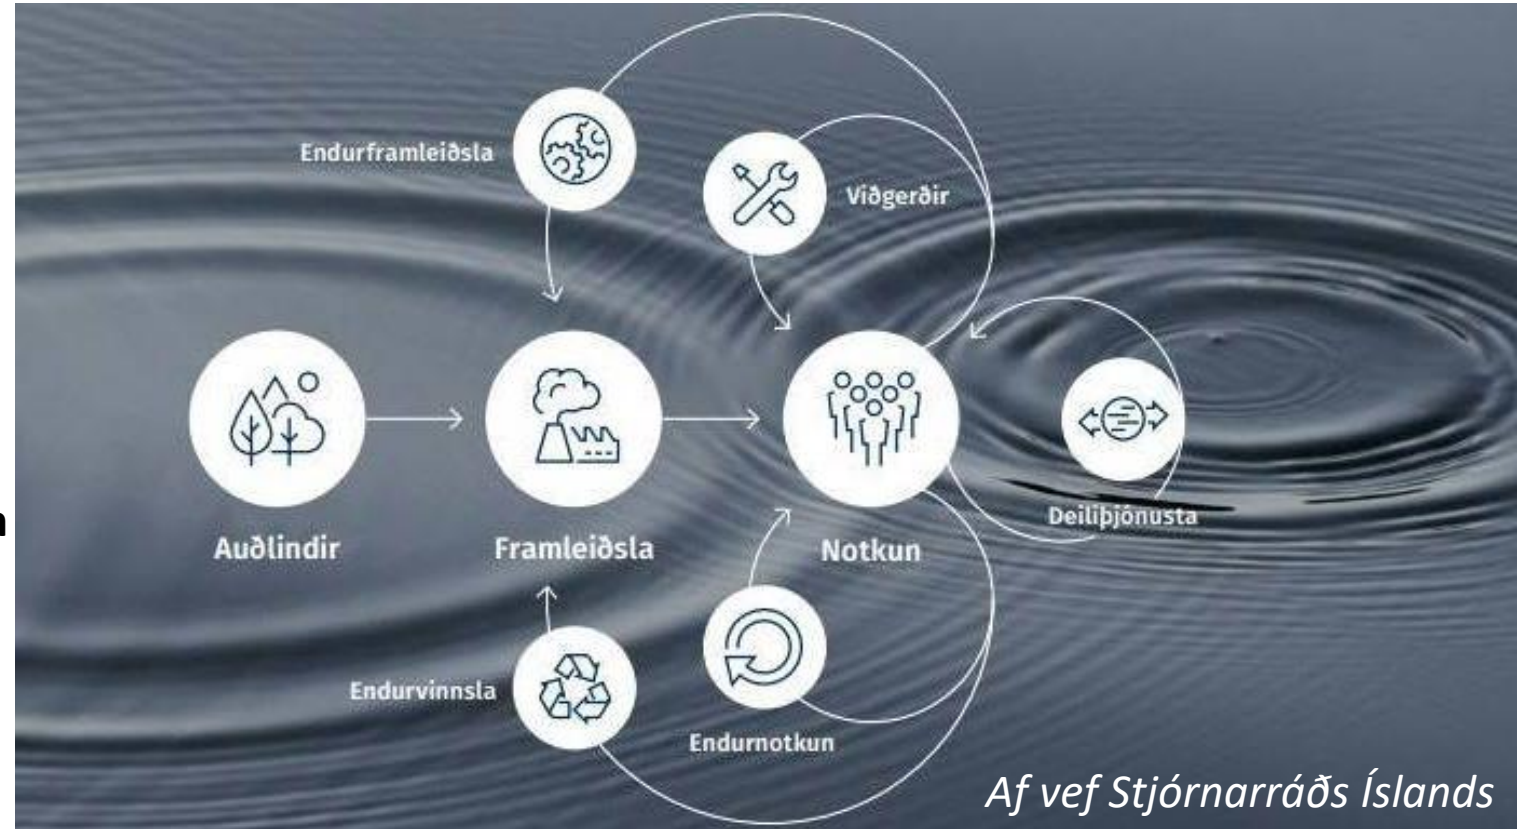 Endurframleiðsla
Viðgerðir
Auðlindir
Framleiðsla
Notkun
Deiliþjónusta
Endurvinnsla
Endurnotkun
Af vef Stjórnarráðs Íslands